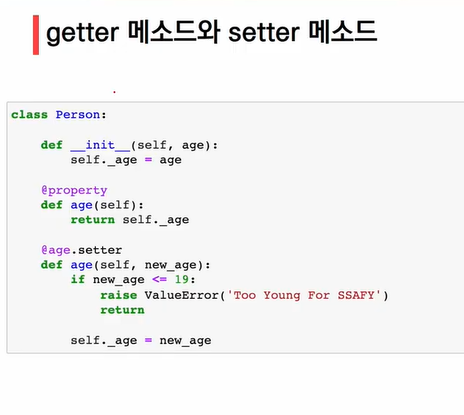 getter 메소드와 setter 메소드
class Person:
    def __init__(self, age):
        self._age = age
    @property
    def age(self):
        return self._age
    @age.setter
    def age(self, new_age):
        if new_age <= 19:
            raise ValueError('Too Young For SSAFY')
            return
        self._age = new_age